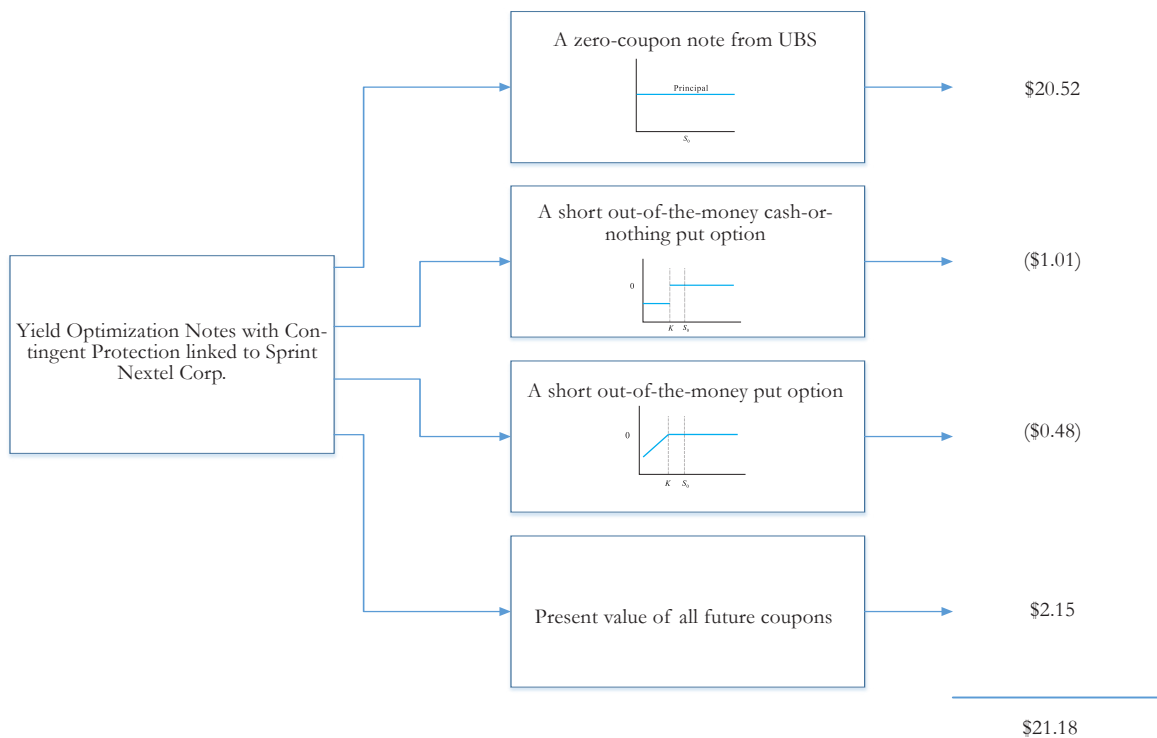 A zero-coupon note from UBS
Principal
S₀
$20.52
A short out-of-the-money cash-or-
nothing put option
0
K
S₀
($1.01)
Yield Optimization Notes with Con-
tingent Protection linked to Sprint
Nextel Corp.
A short out-of-the-money put option
0
K
S₀
($0.48)
Present value of all future coupons
$2.15
$21.18